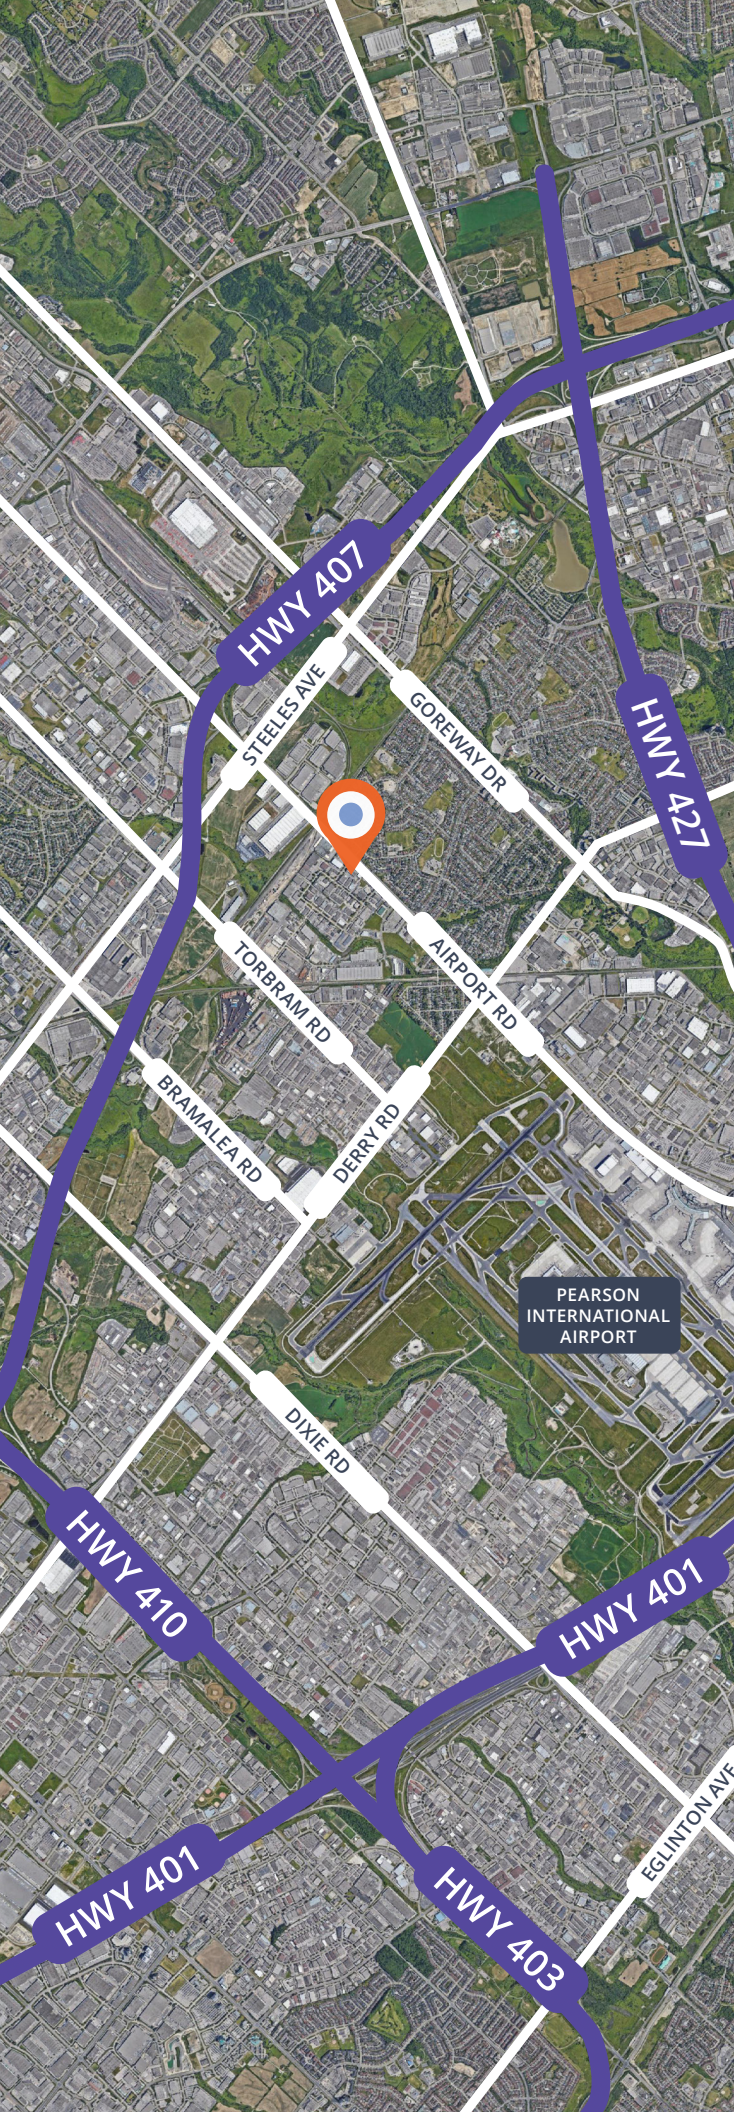 HWY 407
STEELES AVE
GOREWAY DR
HWY 427
AIRPORT RD
TORBRAM RD
BRAMALEA RD
DERRY RD
PEARSON
INTERNATIONAL
AIRPORT
DIXIE RD
HWY 410
HWY 401
EGLINTON AVE
HWY 401
HWY 403